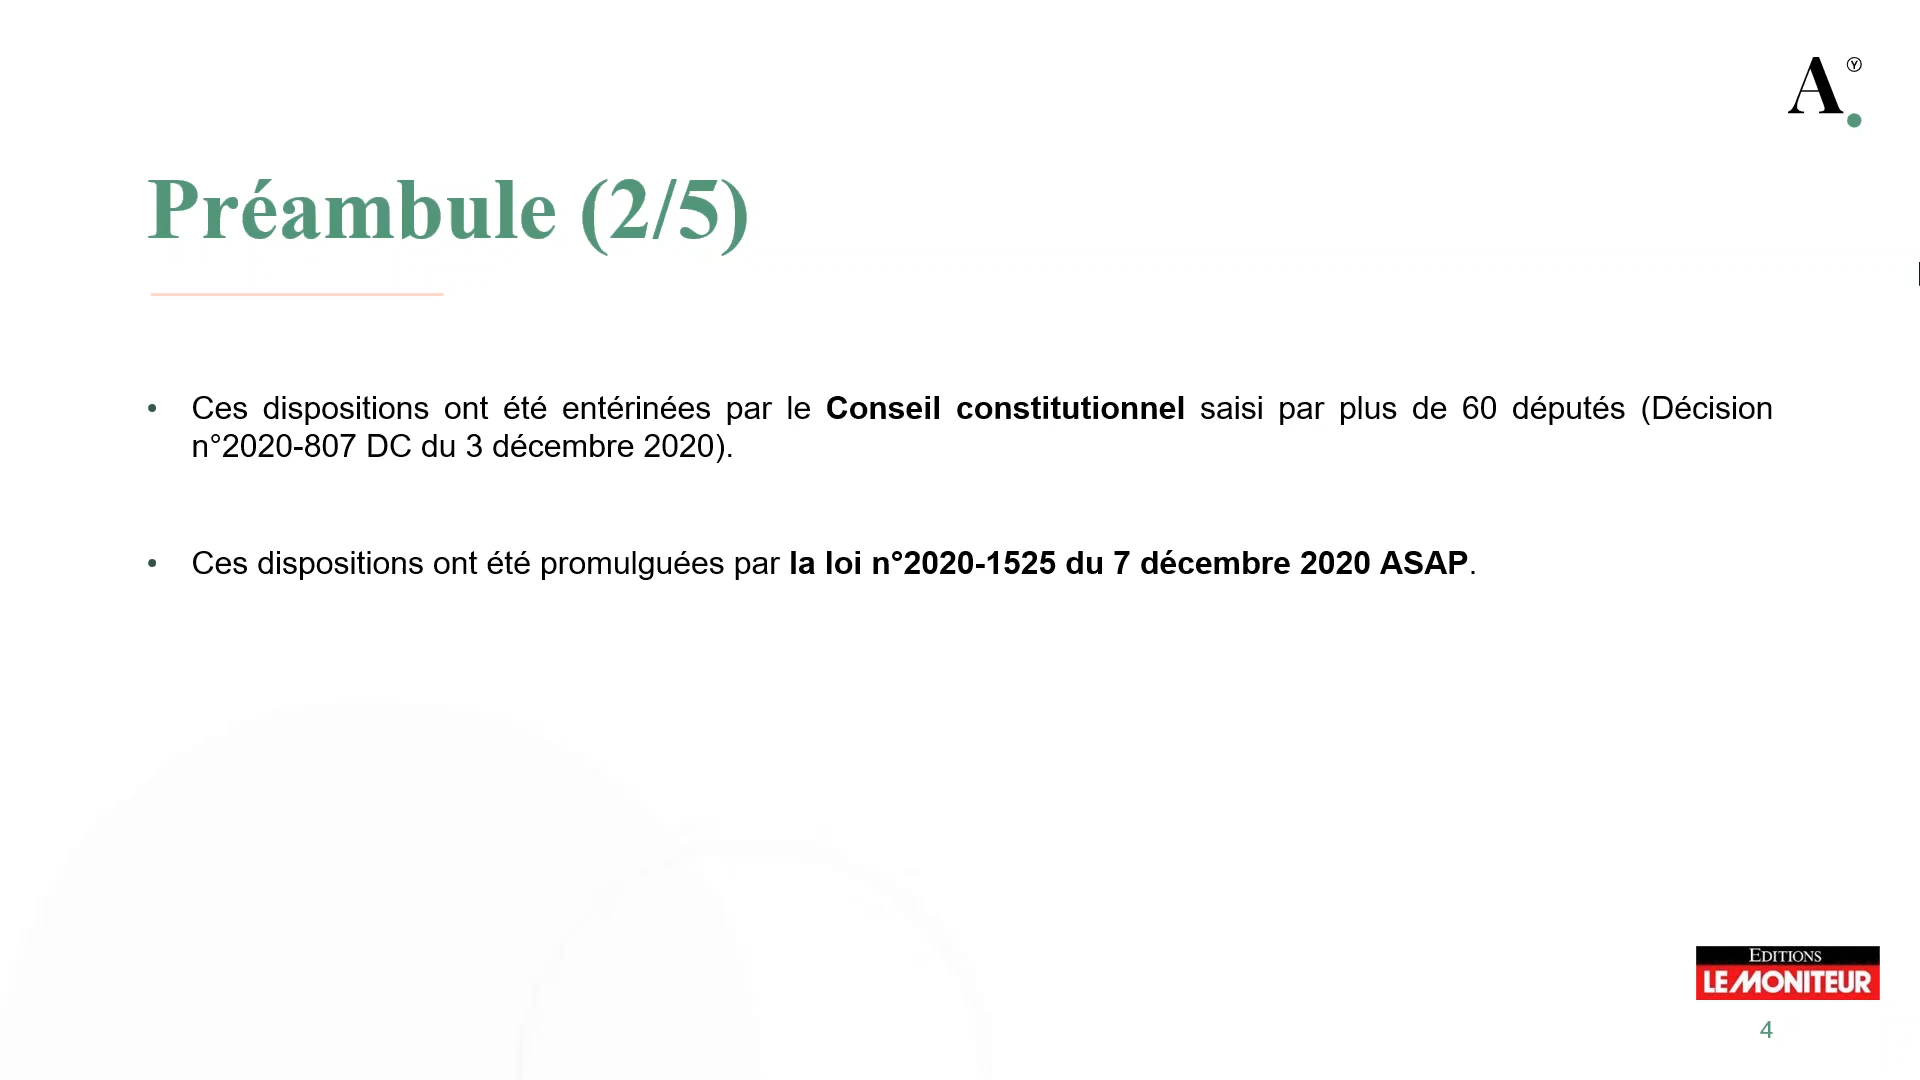 A
Y
Préambule (2/5)
• Ces dispositions ont été entérinées par le Conseil constitutionnel saisi par plus de 60 députés (Décision
n°2020-807 DC du 3 décembre 2020).
• Ces dispositions ont été promulguées par la loi n°2020-1525 du 7 décembre 2020 ASAP.
EDITIONS
LE MONITEUR
4